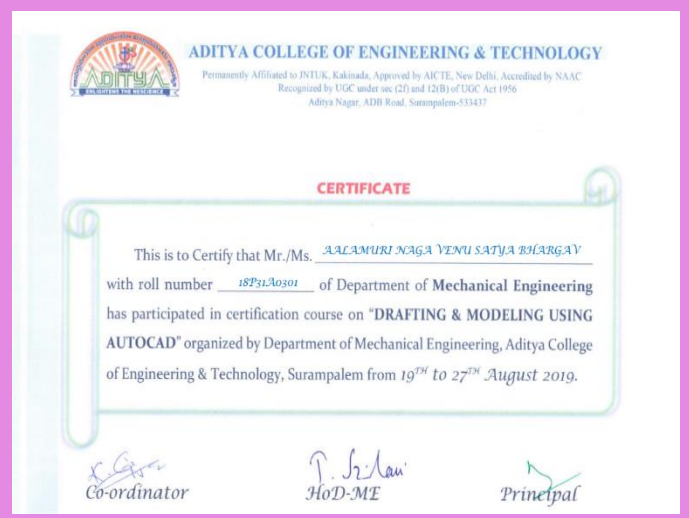 ADITYA
ENLIGHTENS THE NESCIENCE
ADITYA COLLEGE OF ENGINEERING & TECHNOLOGY
Permanently Affiliated to JNTUK, Kakinada, Approved by AICTE, New Delhi, Accredited by NAAC
Recognized by UGC under sec (2f) and 12(B) of UGC Act 1956
Aditya Nagar, ADB Road, Surampalem-533437
CERTIFICATE
This is to Certify that Mr./Ms. AALAMURI NAGA VENU SATYA BHARGAV
with roll number 18P31A0301 of Department of Mechanical Engineering
has participated in certification course on "DRAFTING & MODELING USING
AUTOCAD" organized by Department of Mechanical Engineering, Aditya College
of Engineering & Technology, Surampalem from 19TH to 27TH August 2019.
Co-ordinator HoD-ME Principal